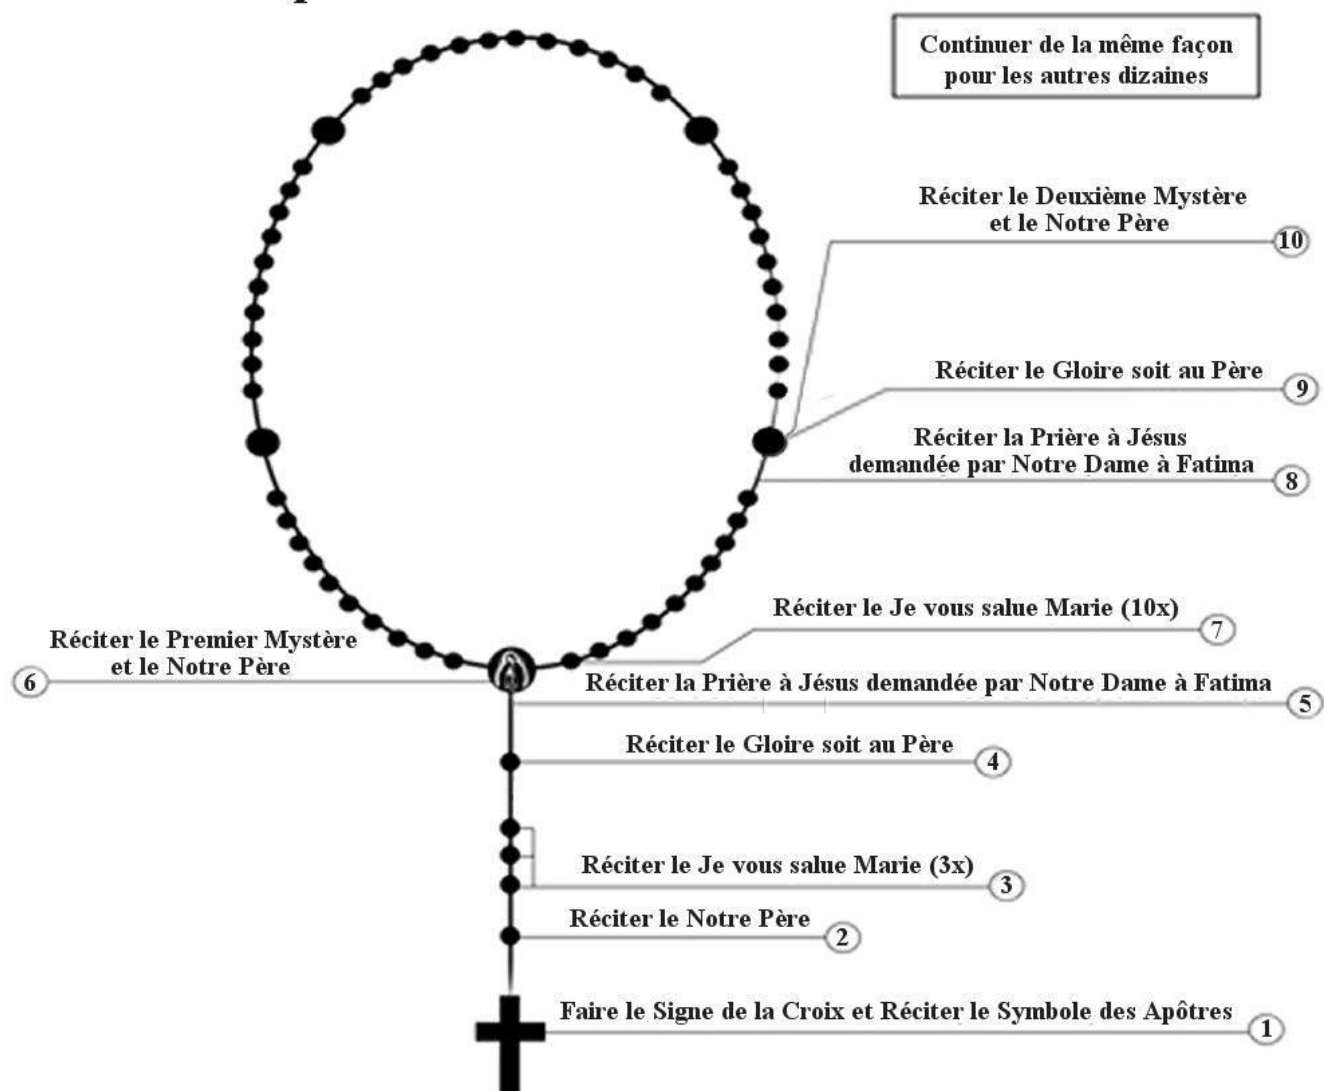 Continuer de la même façon
pour les autres dizaines
Réciter le Deuxième Mystère
et le Notre Père
10
Réciter le Gloire soit au Père
9
Réciter la Prière à Jésus
demandée par Notre Dame à Fatima
8
Réciter le Je vous salue Marie (10x)
7
Réciter le Premier Mystère
et le Notre Père
6
Réciter la Prière à Jésus demandée par Notre Dame à Fatima
5
Réciter le Gloire soit au Père
4
Réciter le Je vous salue Marie (3x)
3
Réciter le Notre Père
2
Faire le Signe de la Croix et Réciter le Symbole des Apôtres
1